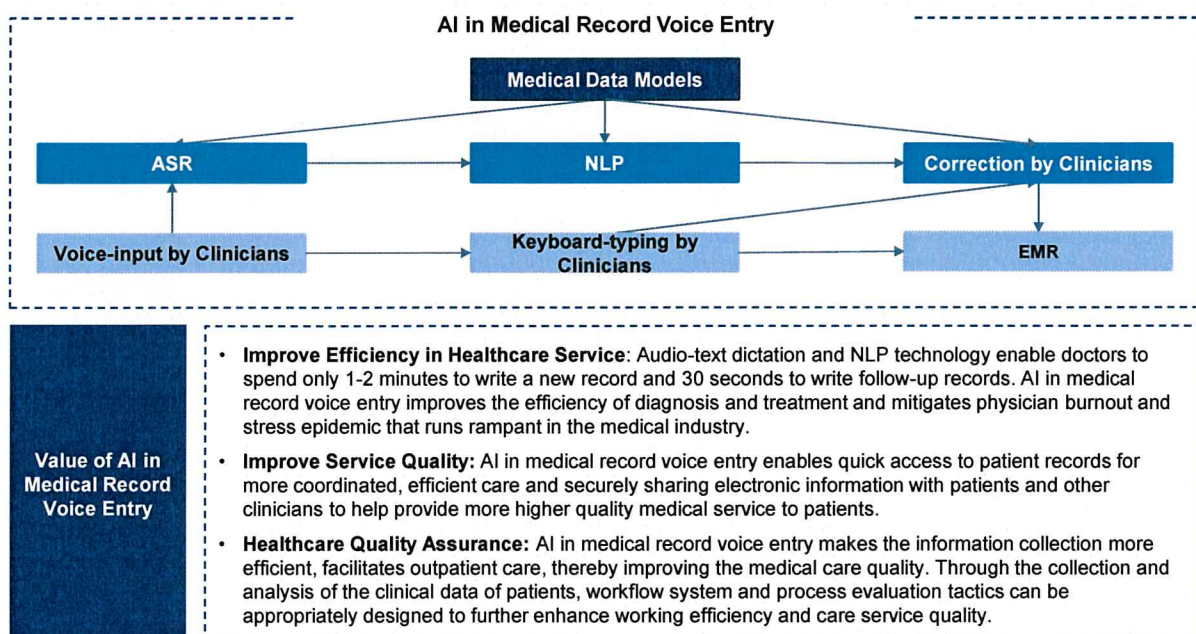 AI in Medical Record Voice Entry
Medical Data Models
ASR
NLP
Correction by Clinicians
Voice-input by Clinicians
Keyboard-typing by
Clinicians
EMR
Value of AI in
Medical Record
Voice Entry
• Improve Efficiency in Healthcare Service: Audio-text dictation and NLP technology enable doctors to
spend only 1-2 minutes to write a new record and 30 seconds to write follow-up records. AI in medical
record voice entry improves the efficiency of diagnosis and treatment and mitigates physician burnout and
stress epidemic that runs rampant in the medical industry.
• Improve Service Quality: AI in medical record voice entry enables quick access to patient records for
more coordinated, efficient care and securely sharing electronic information with patients and other
clinicians to help provide more higher quality medical service to patients.
• Healthcare Quality Assurance: AI in medical record voice entry makes the information collection more
efficient, facilitates outpatient care, thereby improving the medical care quality. Through the collection and
analysis of the clinical data of patients, workflow system and process evaluation tactics can be
appropriately designed to further enhance working efficiency and care service quality.